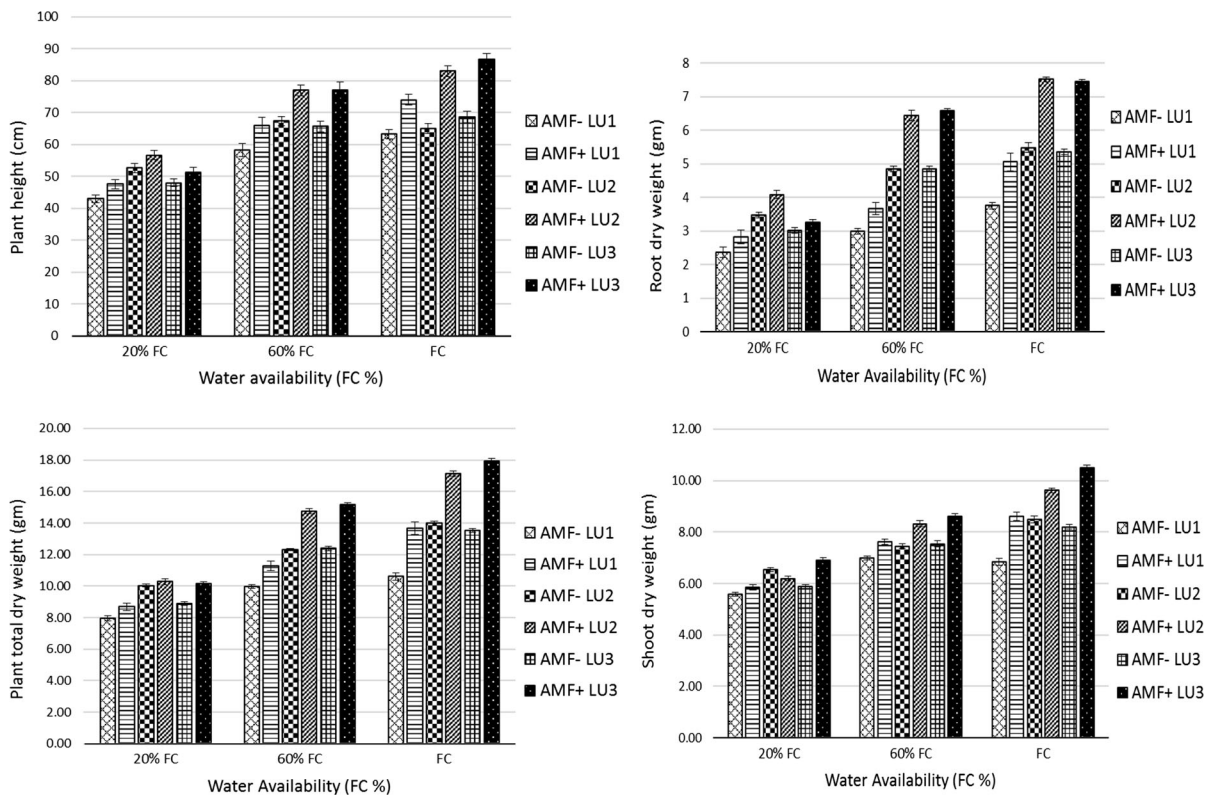 Plant height (cm)
100
90
80
70
60
50
40
30
20
10
0
20% FC
60% FC
FC
Water availability (FC %)
AMF- LU1
AMF+ LU1
AMF- LU2
AMF+ LU2
AMF- LU3
AMF+ LU3
Root dry weight (gm)
8
7
6
5
4
3
2
1
0
20% FC
60% FC
FC
Water Availability (FC %)
AMF- LU1
AMF+ LU1
AMF- LU2
AMF+ LU2
AMF- LU3
AMF+ LU3
Plant total dry weight (gm)
20.00
18.00
16.00
14.00
12.00
10.00
8.00
6.00
4.00
2.00
0.00
20% FC
60% FC
FC
Water Availability (FC %)
AMF- LU1
AMF+ LU1
AMF- LU2
AMF+ LU2
AMF- LU3
AMF+ LU3
Shoot dry weight (gm)
12.00
10.00
8.00
6.00
4.00
2.00
0.00
20% FC
60% FC
FC
Water Availability (FC %)
AMF- LU1
AMF+ LU1
AMF- LU2
AMF+ LU2
AMF- LU3
AMF+ LU3